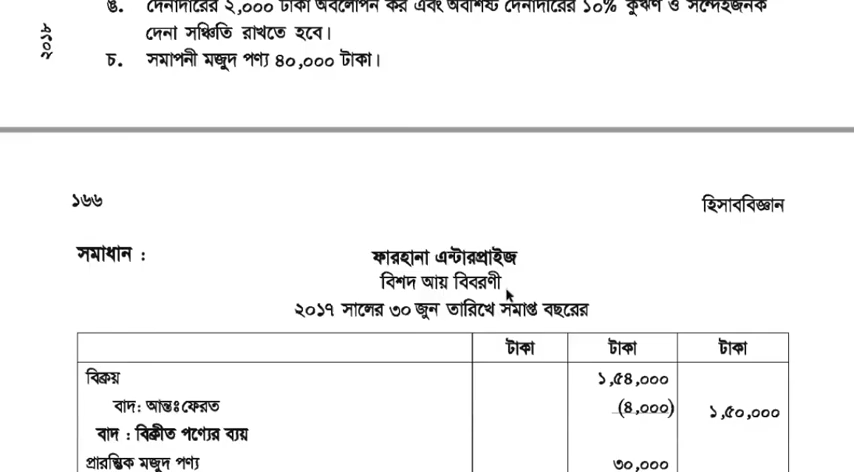 ঙ. দেনাদারের ২,০০০ টাকা অবলোপন কর এবং অবশিষ্ট দেনাদারের ১০% কুঋণ ও সন্দেহজনক
দেনা সঞ্চিতি রাখতে হবে।
২০১৮
চ. সমাপনী মজুদ পণ্য ৪০,০০০ টাকা।
১৬৬ হিসাববিজ্ঞান
সমাধান : ফারহানা এন্টারপ্রাইজ
বিশদ আয় বিবরণী
২০১৭ সালের ৩০ জুন তারিখে সমাপ্ত বছরের
টাকা টাকা টাকা
বিক্রয় ১,৫৪,০০০
বাদ: আন্তঃফেরত (৪,০০০) ১,৫০,০০০
বাদ : বিক্রীত পণ্যের ব্যয়
প্রারম্ভিক মজুদ পণ্য ৩০,০০০